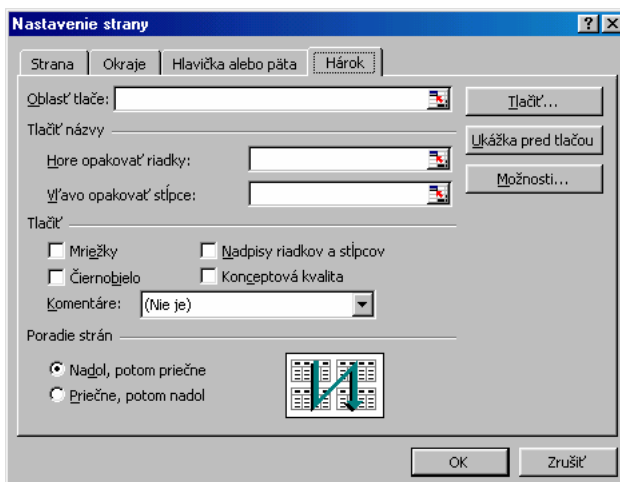 Nastavenie strany
Strana Okraje Hlavička alebo päta Hárok
Oblasť tlače:
Tlačiť...
Tlačiť názvy
Ukážka pred tlačou
Hore opakovať riadky:
Možnosti...
Vľavo opakovať stĺpce:
Tlačiť
Mriežky Nadpisy riadkov a stĺpcov
Čiernobielo Konceptová kvalita
Komentáre: (Nie je)
Poradie strán
Nadol, potom priečne
Priečne, potom nadol
OK Zrušiť